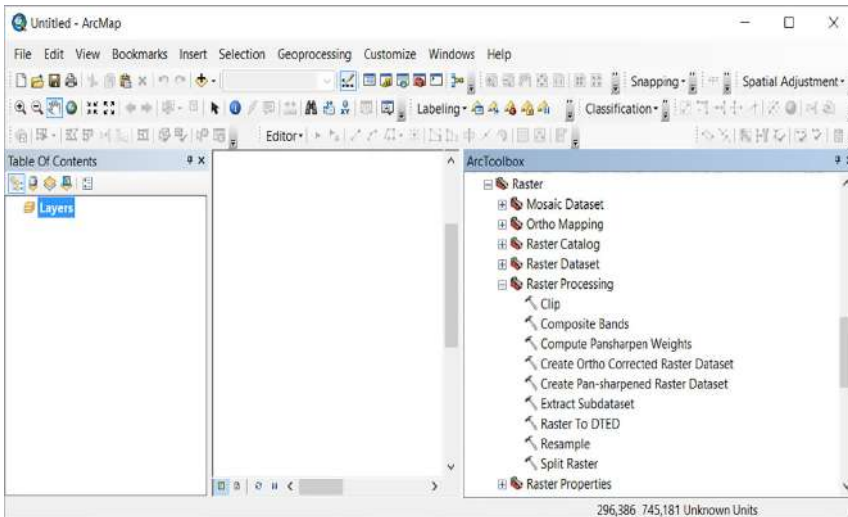 Untitled - ArcMap
File Edit View Bookmarks Insert Selection Geoprocessing Customize Windows Help
Snapping Spatial Adjustment
Labeling Classification
Editor
Table Of Contents
Layers
ArcToolbox
Raster
Mosaic Dataset
Ortho Mapping
Raster Catalog
Raster Dataset
Raster Processing
Clip
Composite Bands
Compute Pansharpen Weights
Create Ortho Corrected Raster Dataset
Create Pan-sharpened Raster Dataset
Extract Subdataset
Raster To DTED
Resample
Split Raster
Raster Properties
296,386 745,181 Unknown Units